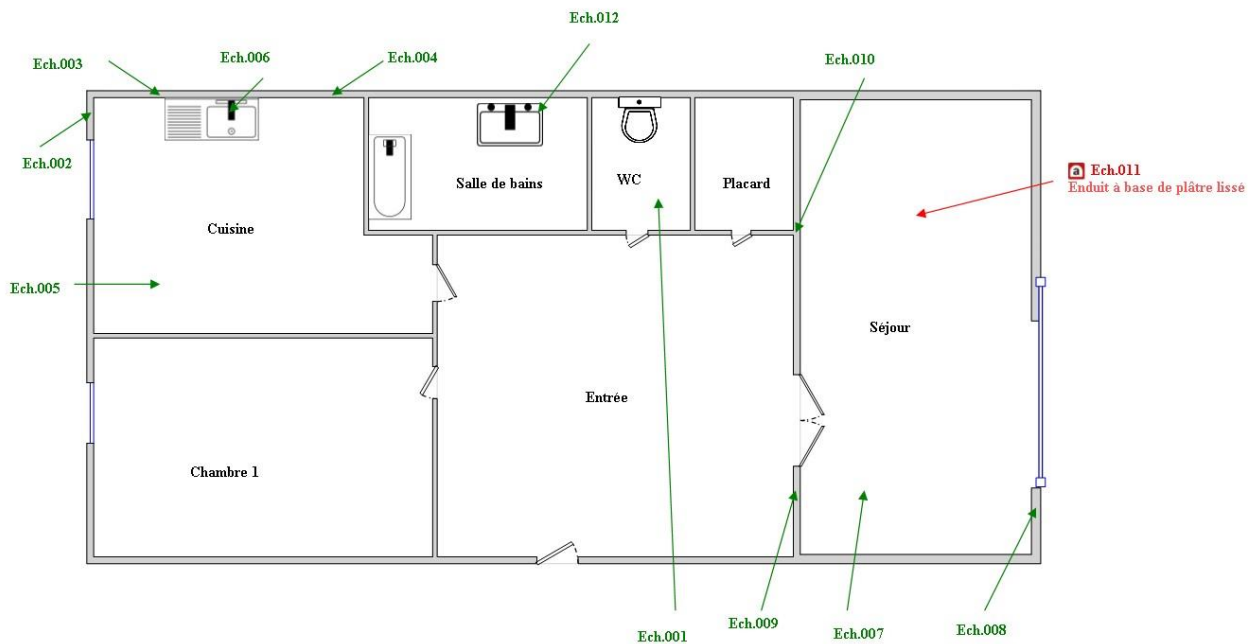 Ech.012
Ech.003
Ech.006
Ech.004
Ech.010
Ech.002
Salle de bains
WC
Placard
a Ech.011
Enduit à base de plâtre lissé
Cuisine
Ech.005
Séjour
Entrée
Chambre 1
Ech.001
Ech.009
Ech.007
Ech.008